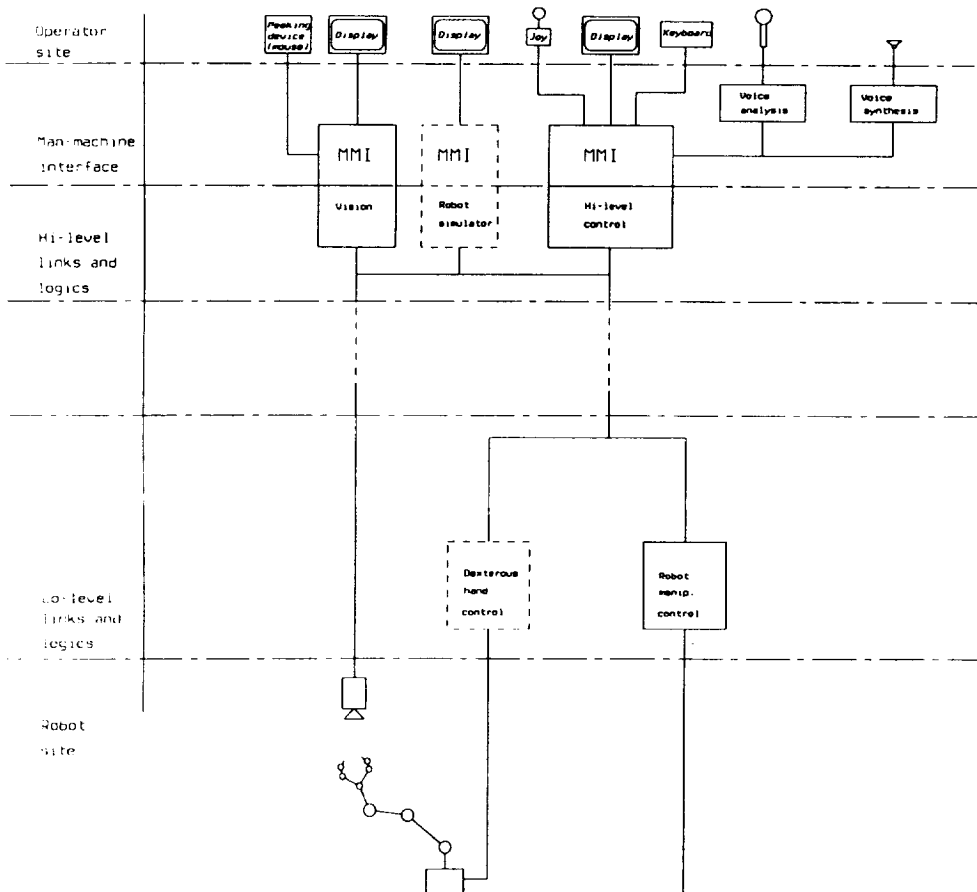 Operator
site
Peeking
device
(mouse)
Display
Display
Joy
Display
Keyboard
Voice
analysis
Voice
synthesis
Man-machine
interface
MMI
MMI
MMI
Vision
Robot
simulator
Hi-level
control
Hi-level
links and
logics
Dexterous
hand
control
Robot
manip.
control
Lo-level
links and
logics
Robot
site